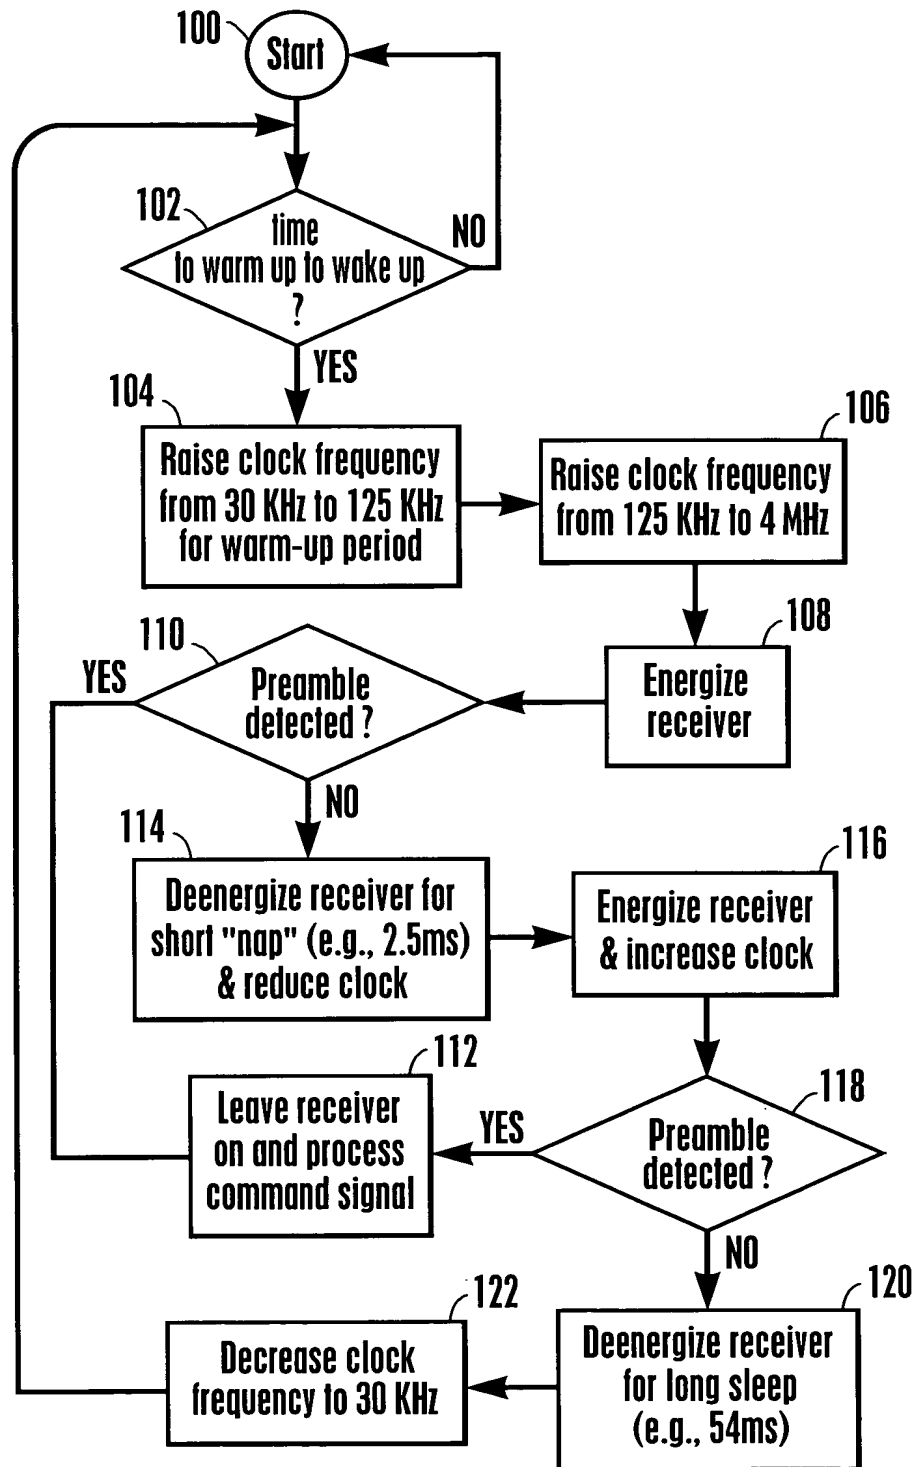 100
Start
102
time
to warm up to wake up
?
NO
YES
104
Raise clock frequency
from 30 KHz to 125 KHz
for warm-up period
106
Raise clock frequency
from 125 KHz to 4 MHz
108
Energize
receiver
110
YES
Preamble
detected ?
NO
114
Deenergize receiver for
short "nap" (e.g., 2.5ms)
& reduce clock
116
Energize receiver
& increase clock
112
Leave receiver
on and process
command signal
YES
118
Preamble
detected ?
NO
120
Deenergize receiver
for long sleep
(e.g., 54ms)
122
Decrease clock
frequency to 30 KHz